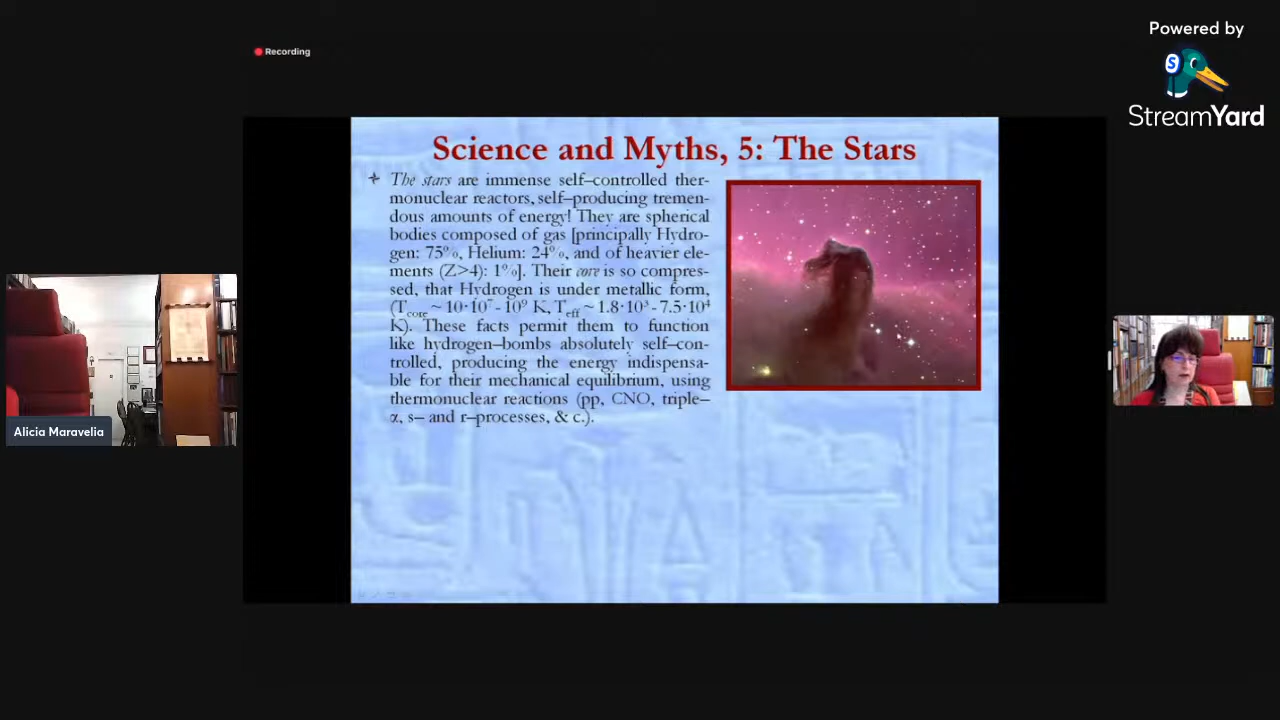 Recording
Powered by
S
StreamYard
Science and Myths, 5: The Stars
The stars are immense self–controlled ther-
monuclear reactors, self–producing tremen-
dous amounts of energy! They are spherical
bodies composed of gas [principally Hydro-
gen: 75%, Helium: 24%, and of heavier ele-
ments (Z>4): 1%]. Their core is so compres-
sed, that Hydrogen is under metallic form,
(Tcore ~ 10·10⁷ - 10⁹ K, Teff ~ 1.8·10³ - 7.5·10⁴
K). These facts permit them to function
like hydrogen–bombs absolutely self–con-
trolled, producing the energy indispensa-
ble for their mechanical equilibrium, using
thermonuclear reactions (pp, CNO, triple–
α, s– and r–processes, & c.).
Alicia Maravelia